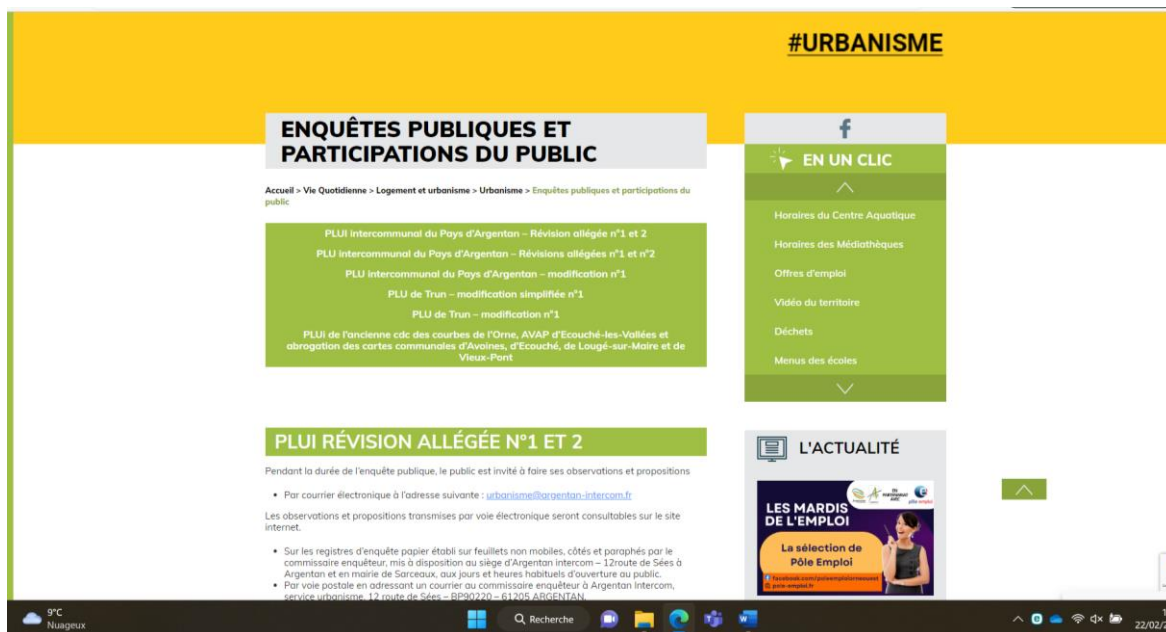 #URBANISME
ENQUÊTES PUBLIQUES ET
PARTICIPATIONS DU PUBLIC
Accueil > Vie Quotidienne > Logement et urbanisme > Urbanisme > Enquêtes publiques et participations du
public
PLUI intercommunal du Pays d'Argentan – Révision allégée n°1 et 2
PLU intercommunal du Pays d'Argentan – Révisions allégées n°1 et n°2
PLU intercommunal du Pays d'Argentan – modification n°1
PLU de Trun – modification simplifiée n°1
PLU de Trun – modification n°1
PLUi de l'ancienne cdc des courbes de l'Orne, AVAP d'Ecouché-les-Vallées et
abrogation des cartes communales d'Avoines, d'Ecouché, de Lougé-sur-Maire et de
Vieux-Pont
PLUI RÉVISION ALLÉGÉE N°1 ET 2
Pendant la durée de l'enquête publique, le public est invité à faire ses observations et propositions
• Par courrier électronique à l'adresse suivante : urbanisme@argentan-intercom.fr
Les observations et propositions transmises par voie électronique seront consultables sur le site
internet.
• Sur les registres d'enquête papier établi sur feuillets non mobiles, côtés et paraphés par le
commissaire enquêteur, mis à disposition au siège d'Argentan intercom – 12route de Sées à
Argentan et en mairie de Sarceaux, aux jours et heures habituels d'ouverture au public.
• Par voie postale en adressant un courrier au commissaire enquêteur à Argentan Intercom,
service urbanisme, 12 route de Sées – BP90220 – 61205 ARGENTAN.
EN UN CLIC
Horaires du Centre Aquatique
Horaires des Médiathèques
Offres d'emploi
Vidéo du territoire
Déchets
Menus des écoles
L'ACTUALITÉ
EN
PARTENARIAT
AVEC
pôle emploi
LES MARDIS
DE L'EMPLOI
La sélection de
Pôle Emploi
pole-emploi.fr
9°C
Nuageux
Recherche
22/02/2